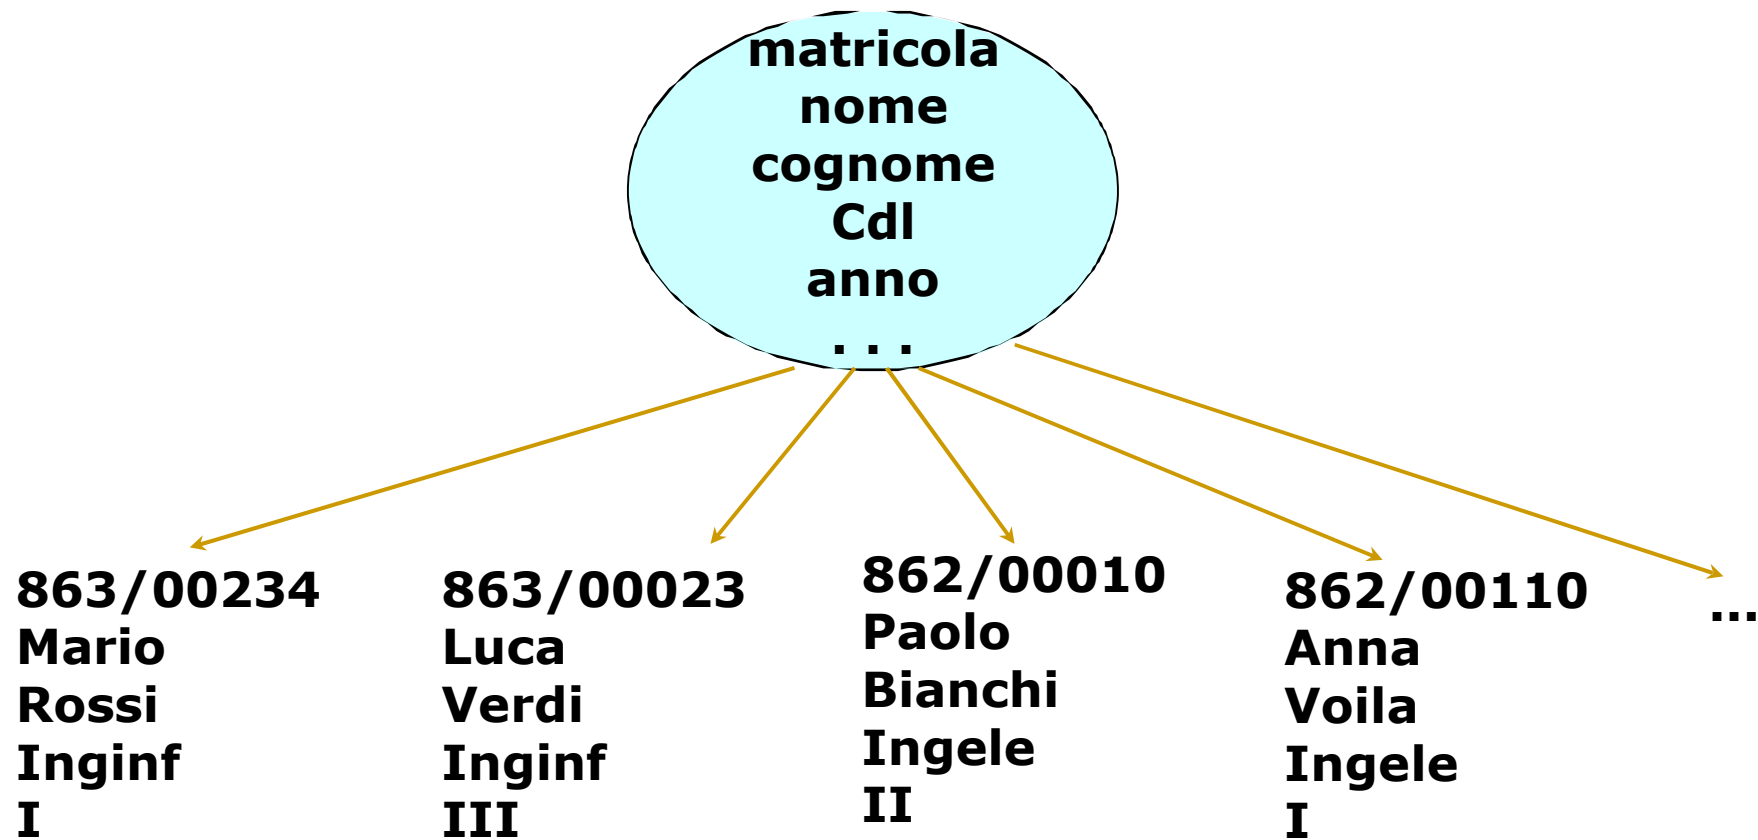 matricola
nome
cognome
Cdl
anno
. . .
863/00234
Mario
Rossi
Inginf
I
863/00023
Luca
Verdi
Inginf
III
862/00010
Paolo
Bianchi
Ingele
II
862/00110
Anna
Voila
Ingele
I
...